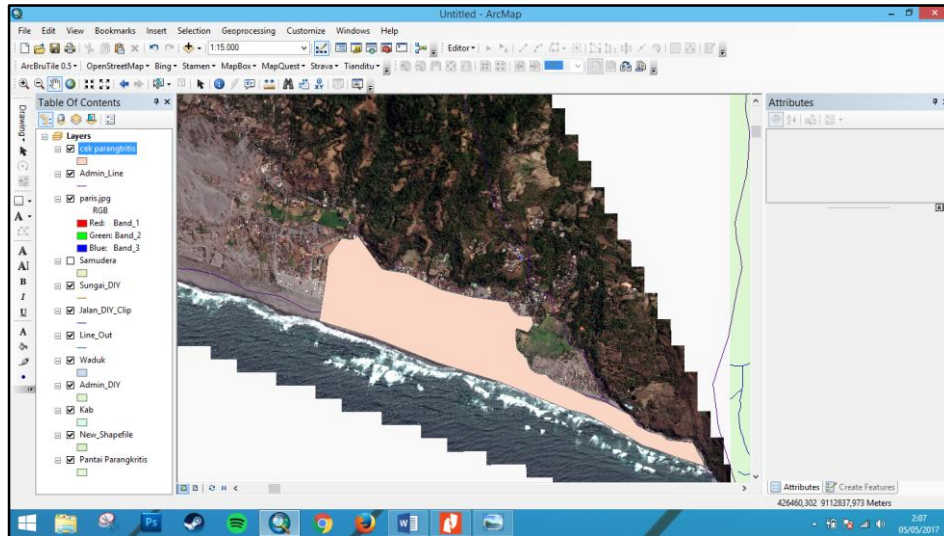 Untitled - ArcMap
File Edit View Bookmarks Insert Selection Geoprocessing Customize Windows Help
1:15.000 Editor
ArcBruTile 0.5 OpenStreetMap Bing Stamen MapBox MapQuest Strava Tianditu
Drawing
Table Of Contents
Layers
cek parangtritis
Admin_Line
paris.jpg
RGB
Red: Band_1
Green: Band_2
Blue: Band_3
Samudera
Sungai_DIY
Jalan_DIY_Clip
Line_Out
Waduk
Admin_DIY
Kab
New_Shapefile
Pantai Parangkritis
A
A
B
I
U
A
Attributes
Attributes Create Features
426460,302 9112837,973 Meters
Ps
2:07
05/05/2017